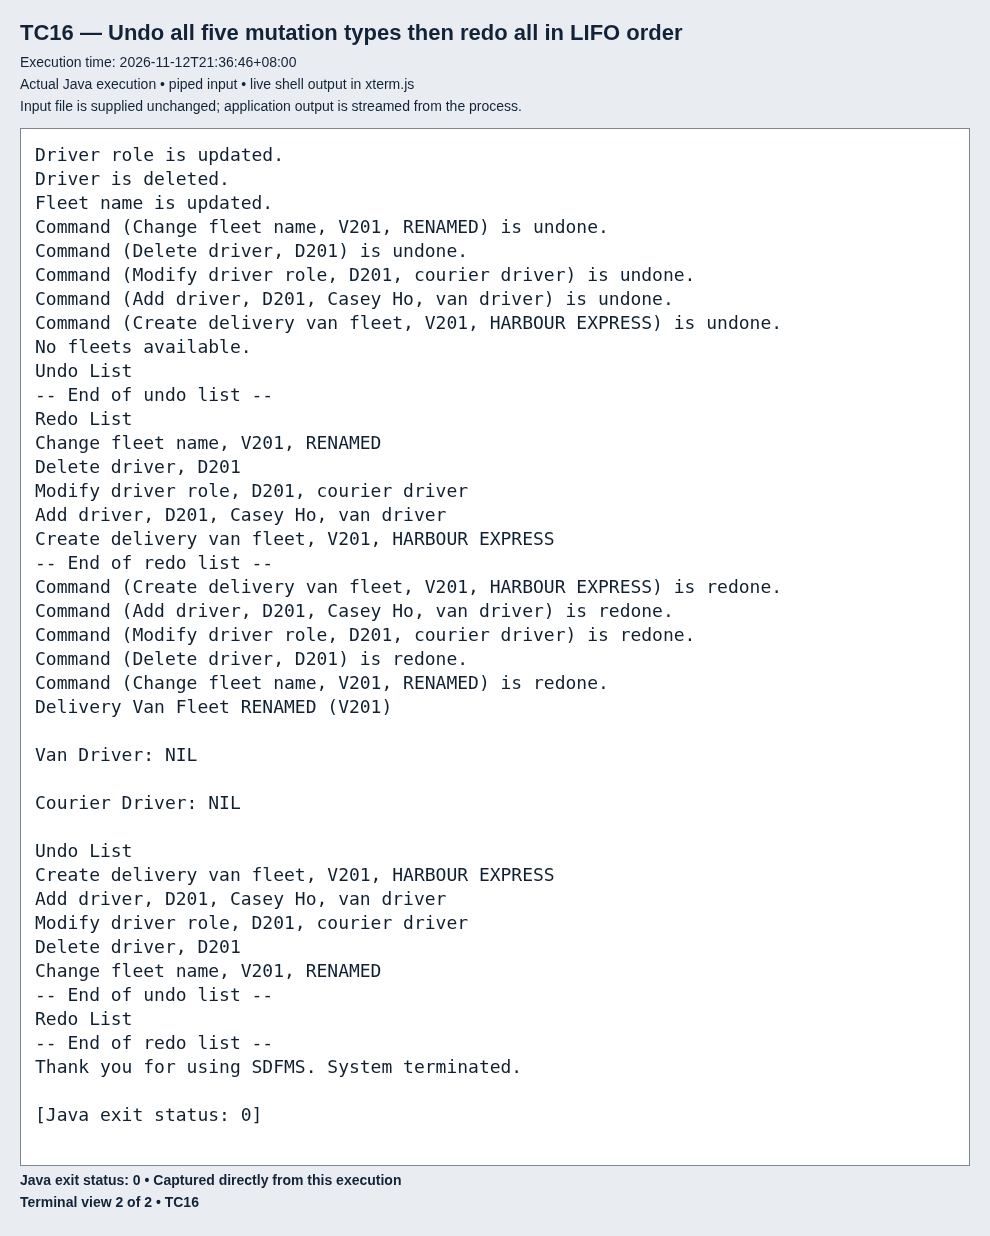 TC16 — Undo all five mutation types then redo all in LIFO order
Execution time: 2026-11-12T21:36:46+08:00
Actual Java execution • piped input • live shell output in xterm.js
Input file is supplied unchanged; application output is streamed from the process.
Driver role is updated.
Driver is deleted.
Fleet name is updated.
Command (Change fleet name, V201, RENAMED) is undone.
Command (Delete driver, D201) is undone.
Command (Modify driver role, D201, courier driver) is undone.
Command (Add driver, D201, Casey Ho, van driver) is undone.
Command (Create delivery van fleet, V201, HARBOUR EXPRESS) is undone.
No fleets available.
Undo List
-- End of undo list --
Redo List
Change fleet name, V201, RENAMED
Delete driver, D201
Modify driver role, D201, courier driver
Add driver, D201, Casey Ho, van driver
Create delivery van fleet, V201, HARBOUR EXPRESS
-- End of redo list --
Command (Create delivery van fleet, V201, HARBOUR EXPRESS) is redone.
Command (Add driver, D201, Casey Ho, van driver) is redone.
Command (Modify driver role, D201, courier driver) is redone.
Command (Delete driver, D201) is redone.
Command (Change fleet name, V201, RENAMED) is redone.
Delivery Van Fleet RENAMED (V201)
Van Driver: NIL
Courier Driver: NIL
Undo List
Create delivery van fleet, V201, HARBOUR EXPRESS
Add driver, D201, Casey Ho, van driver
Modify driver role, D201, courier driver
Delete driver, D201
Change fleet name, V201, RENAMED
-- End of undo list --
Redo List
-- End of redo list --
Thank you for using SDFMS. System terminated.
[Java exit status: 0]
Java exit status: 0 • Captured directly from this execution
Terminal view 2 of 2 • TC16